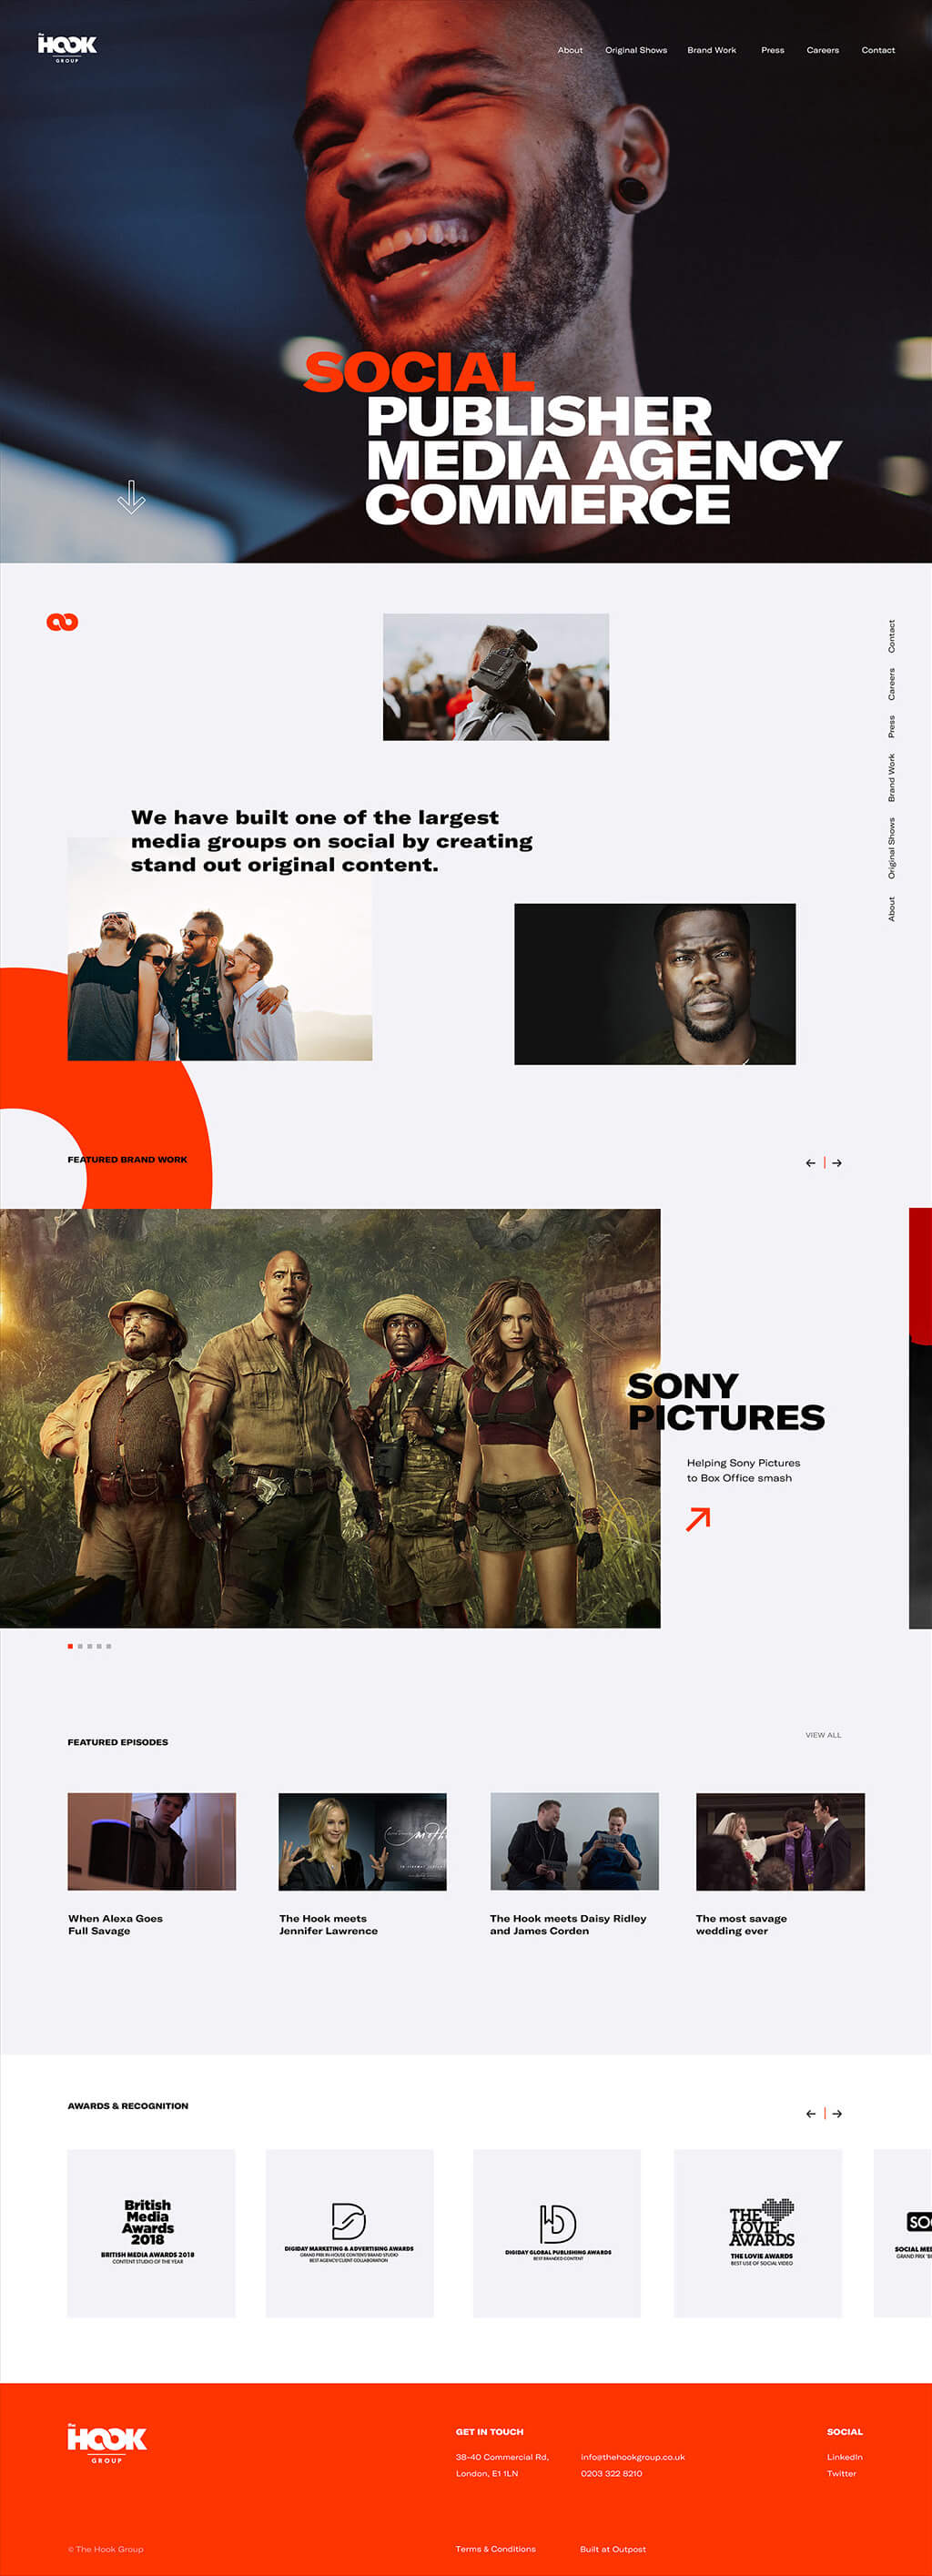 the
HOOK
GROUP
About
Original Shows
Brand Work
Press
Careers
Contact
SOCIAL
PUBLISHER
MEDIA AGENCY
COMMERCE
Contact
Careers
Press
Brand Work
Original Shows
About
We have built one of the largest
media groups on social by creating
stand out original content.
FEATURED BRAND WORK
SONY
PICTURES
Helping Sony Pictures
to Box Office smash
FEATURED EPISODES
VIEW ALL
When Alexa Goes
Full Savage
The Hook meets
Jennifer Lawrence
The Hook meets Daisy Ridley
and James Corden
The most savage
wedding ever
AWARDS & RECOGNITION
British
Media
Awards
2018
BRITISH MEDIA AWARDS 2018
CONTENT STUDIO OF THE YEAR
DIGIDAY MARKETING & ADVERTISING AWARDS
GRAND PRIX IN-HOUSE CONTENT/BRAND STUDIO
BEST AGENCY/CLIENT COLLABORATION
DIGIDAY GLOBAL PUBLISHING AWARDS
BEST BRANDED CONTENT
THE
LOVIE
AWARDS
THE LOVIE AWARDS
BEST USE OF SOCIAL VIDEO
the
HOOK
GROUP
GET IN TOUCH
38-40 Commercial Rd,
London, E1 1LN
info@thehookgroup.co.uk
0203 322 8210
SOCIAL
LinkedIn
Twitter
© The Hook Group
Terms & Conditions
Built at Outpost